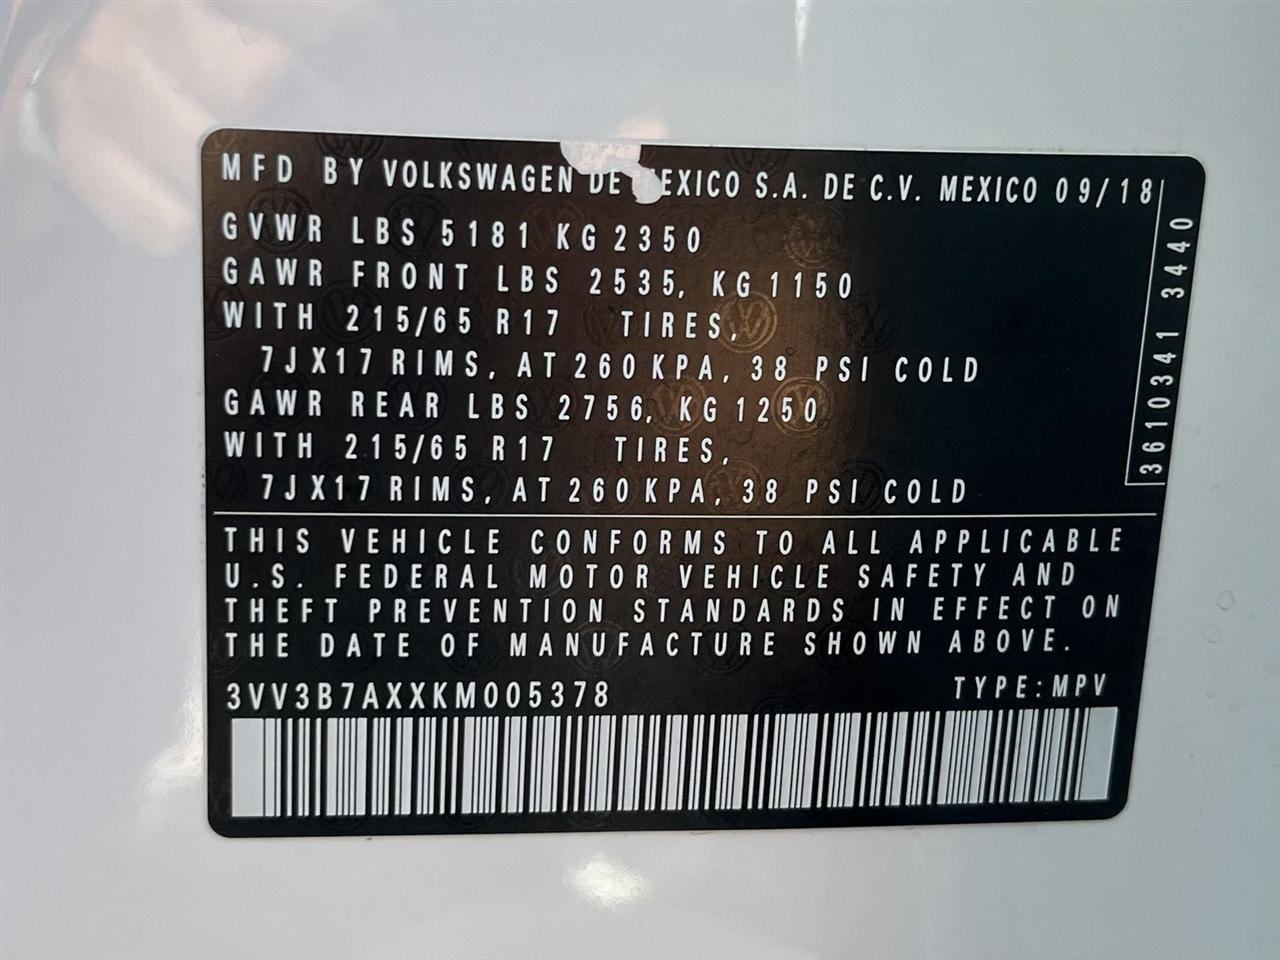 MFD BY VOLKSWAGEN DE MEXICO S.A. DE C.V. MEXICO 09/18
GVWR LBS 5181 KG 2350
GAWR FRONT LBS 2535, KG 1150
WITH 215/65 R17 TIRES,
7JX17 RIMS, AT 260 KPA, 38 PSI COLD
GAWR REAR LBS 2756, KG 1250
WITH 215/65 R17 TIRES,
7JX17 RIMS, AT 260 KPA, 38 PSI COLD
3610341 3440
THIS VEHICLE CONFORMS TO ALL APPLICABLE
U.S. FEDERAL MOTOR VEHICLE SAFETY AND
THEFT PREVENTION STANDARDS IN EFFECT ON
THE DATE OF MANUFACTURE SHOWN ABOVE.
3VV3B7AXXKM005378 TYPE:MPV